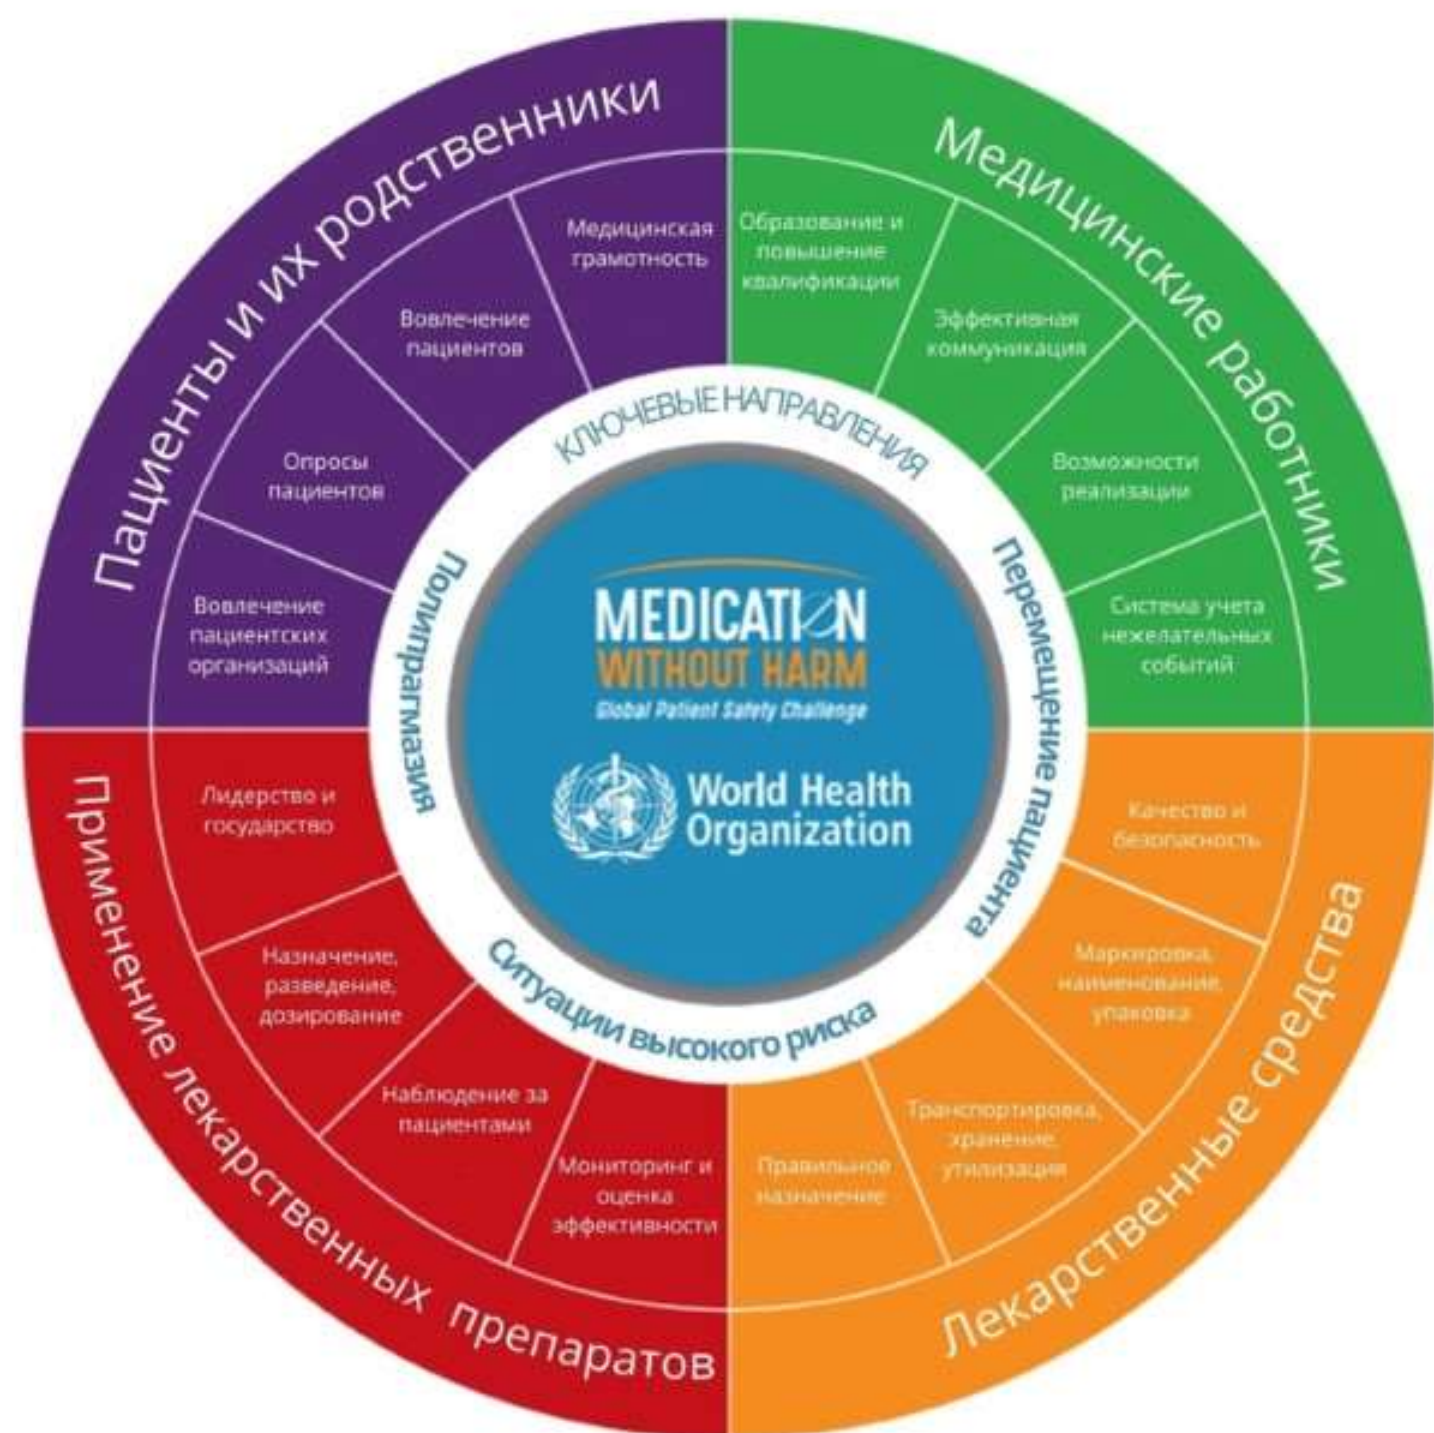 Пациенты и их родственники
Медицинская
грамотность
Вовлечение
пациентов
Опросы
пациентов
Вовлечение
пациентских
организаций
Медицинские работники
Образование и
повышение
квалификации
Эффективная
коммуникация
Возможности
реализации
Система учета
нежелательных
событий
Лекарственные средства
Качество и
безопасность
Маркировка,
наименование,
упаковка
Транспортировка,
хранение,
утилизация
Правильное
назначение
Применение лекарственных препаратов
Лидерство и
государство
Назначение,
разведение,
дозирование
Наблюдение за
пациентами
Мониторинг и
оценка
эффективности
КЛЮЧЕВЫЕ НАПРАВЛЕНИЯ
Перемещение пациента
Ситуации высокого риска
Полипрагмазия
MEDICATION
WITHOUT HARM
Global Patient Safety Challenge
World Health
Organization